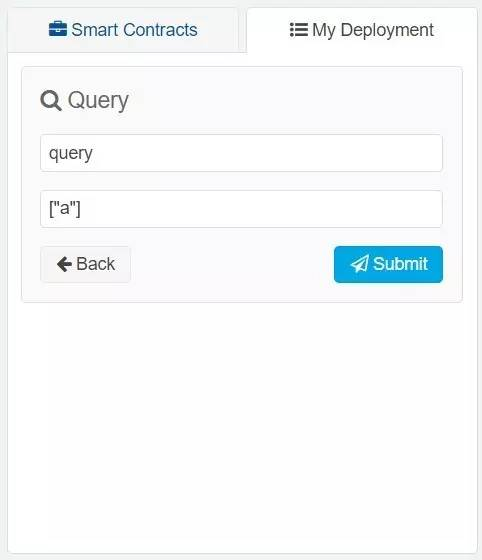 Smart Contracts
My Deployment
Query
query
["a"]
Back
Submit